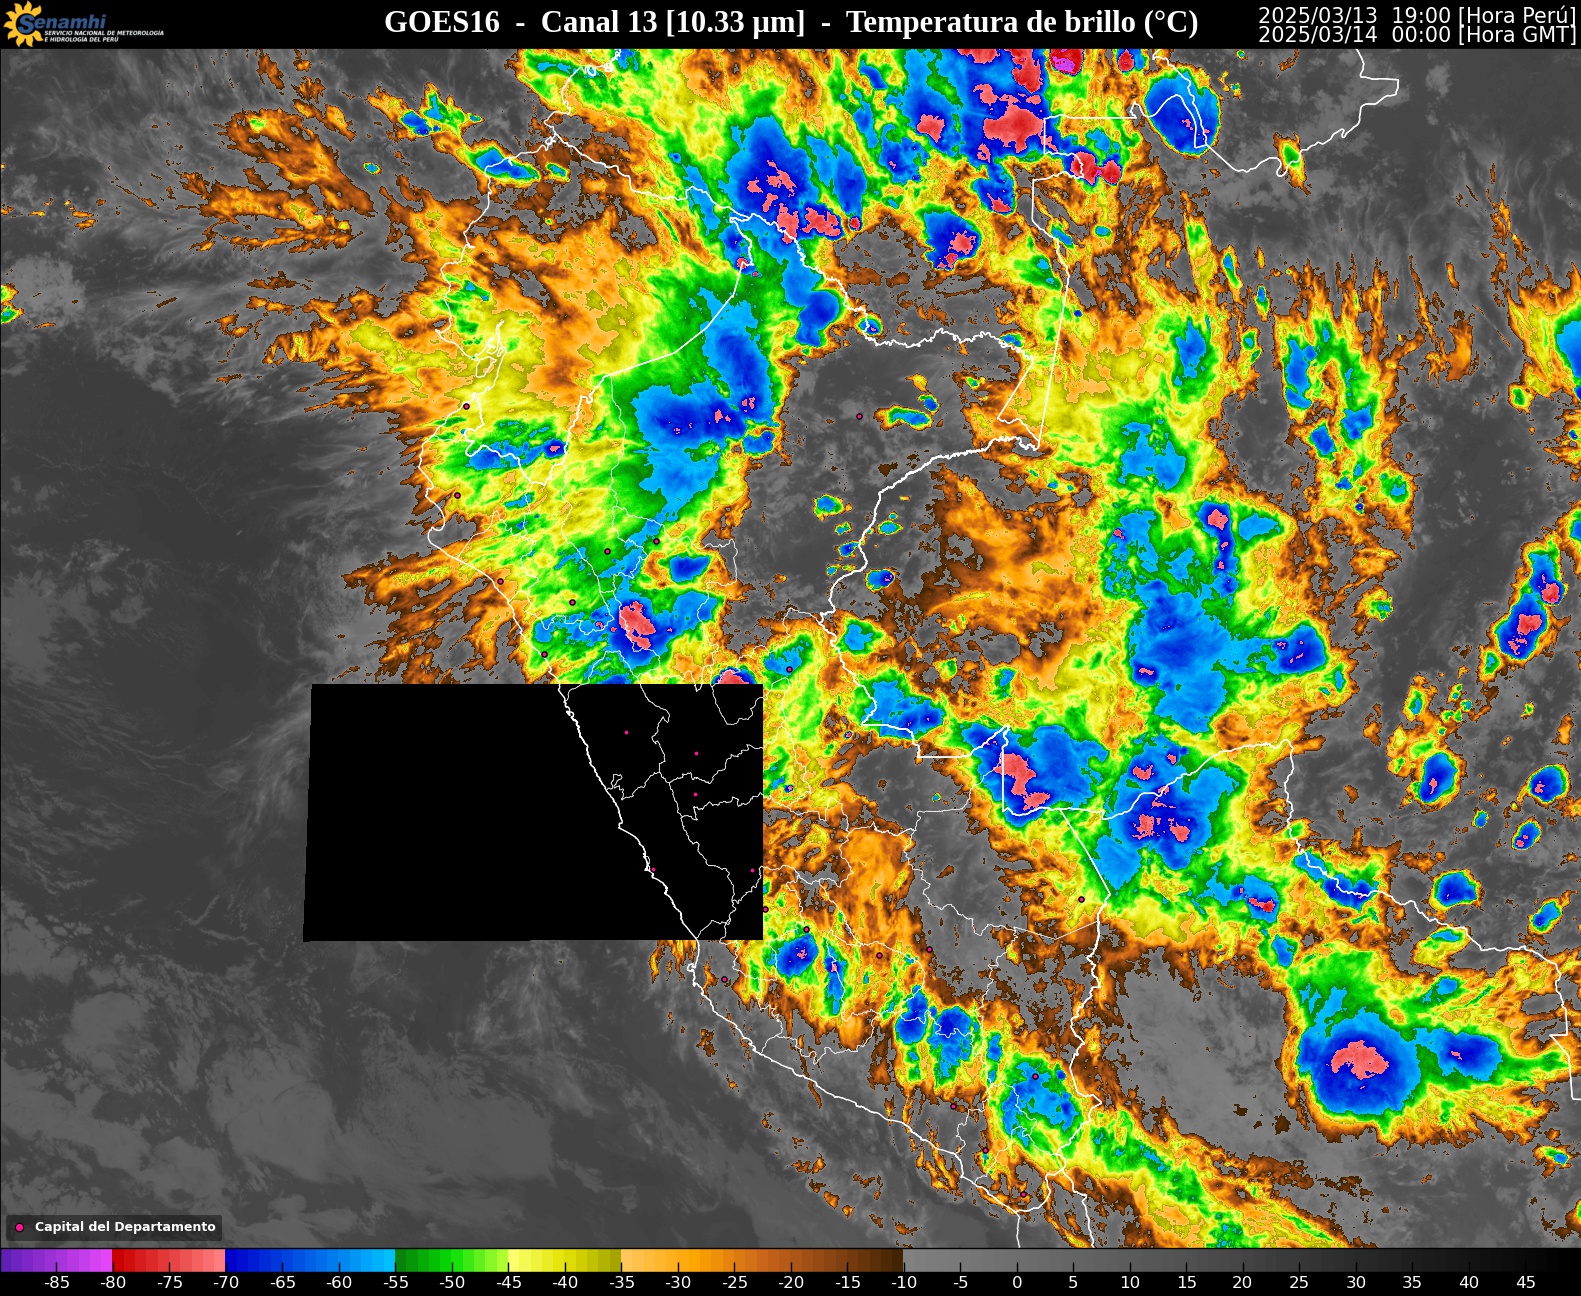 Senamhi
SERVICIO NACIONAL DE METEOROLOGÍA
E HIDROLOGÍA DEL PERÚ
GOES16 - Canal 13 [10.33 µm] - Temperatura de brillo (°C)
2025/03/13 19:00 [Hora Perú]
2025/03/14 00:00 [Hora GMT]
Capital del Departamento
-85 -80 -75 -70 -65 -60 -55 -50 -45 -40 -35 -30 -25 -20 -15 -10 -5 0 5 10 15 20 25 30 35 40 45